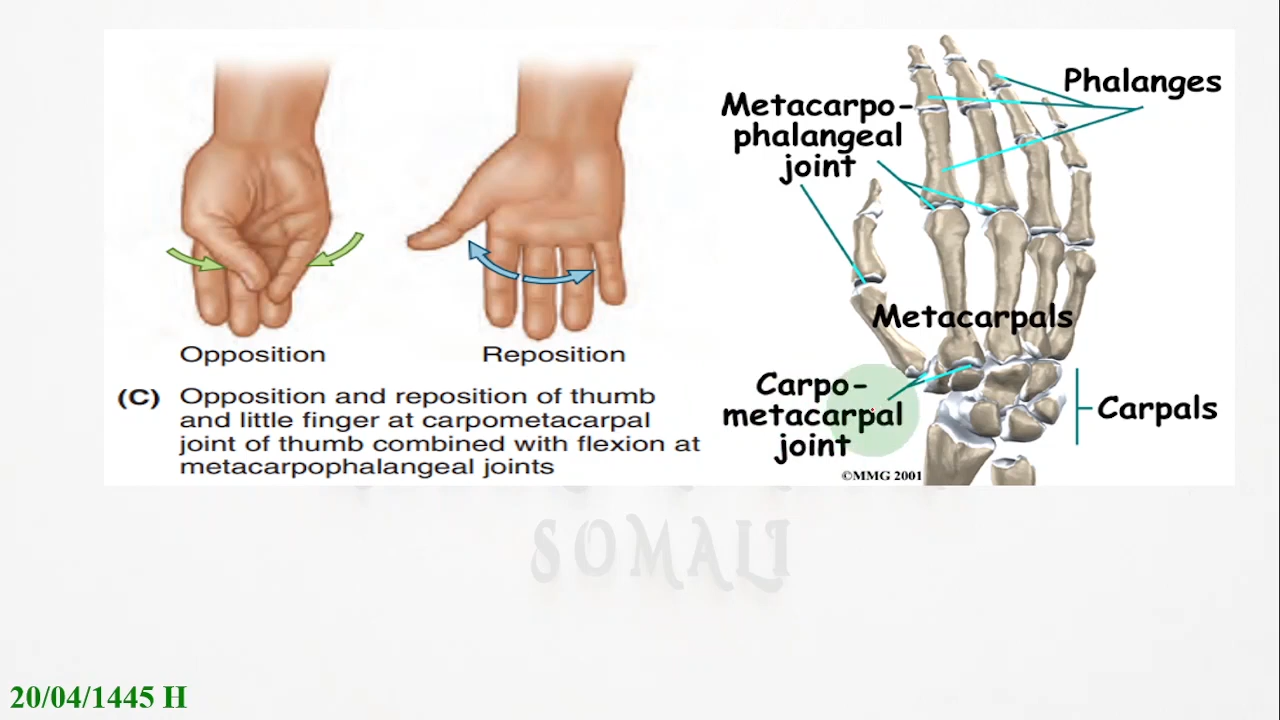 Opposition
Reposition
(C) Opposition and reposition of thumb
and little finger at carpometacarpal
joint of thumb combined with flexion at
metacarpophalangeal joints
Phalanges
Metacarpo-
phalangeal
joint
Metacarpals
Carpo-
metacarpal
joint
Carpals
©MMG 2001
SOMALI
20/04/1445 H